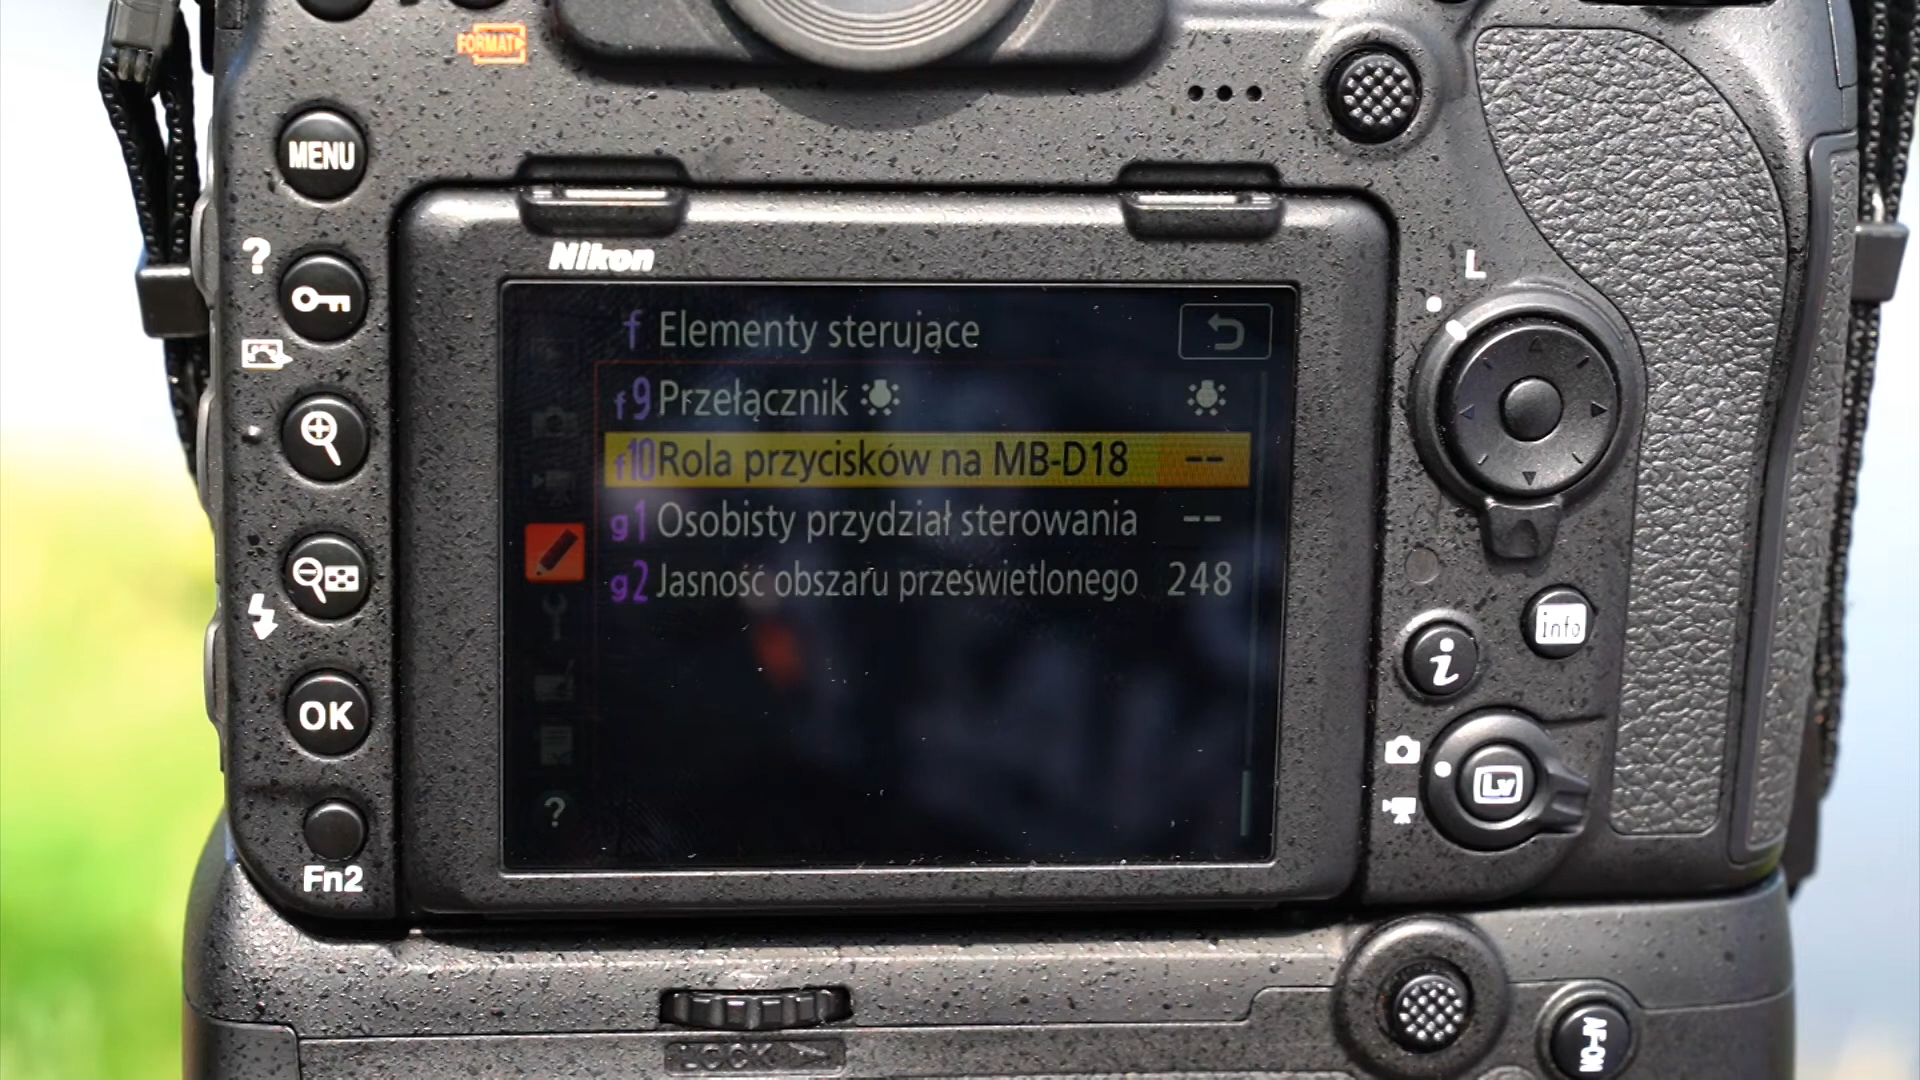 FORMAT
MENU
Nikon
L
?
f Elementy sterujące
f9 Przełącznik
f10 Rola przycisków na MB-D18 --
g1 Osobisty przydział sterowania --
g2 Jasność obszaru prześwietlonego 248
?
info
i
OK
Lv
Fn2
LOCK
AF-ON